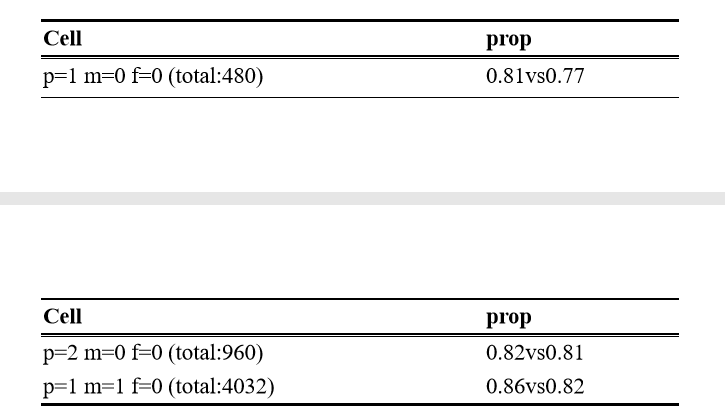 Cell prop
p=1 m=0 f=0 (total:480) 0.81vs0.77
Cell prop
p=2 m=0 f=0 (total:960) 0.82vs0.81
p=1 m=1 f=0 (total:4032) 0.86vs0.82